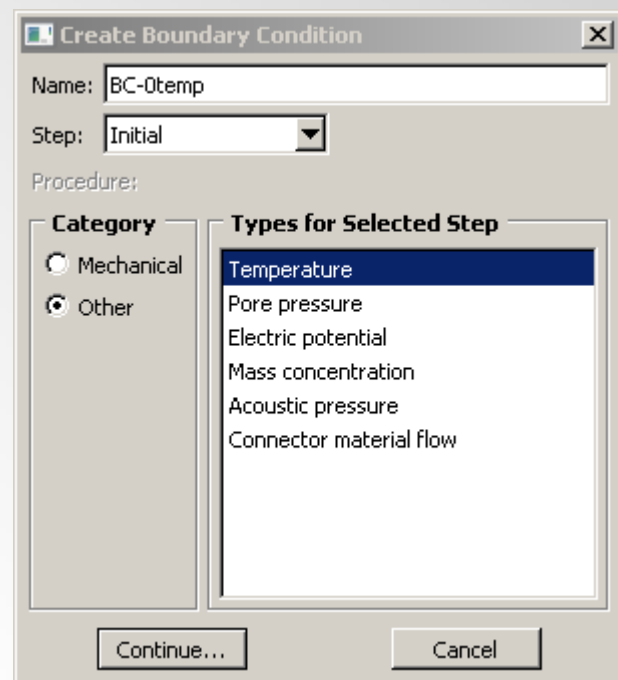 Create Boundary Condition
Name: BC-0temp
Step: Initial
Procedure:
Category
Mechanical
Other
Types for Selected Step
Temperature
Pore pressure
Electric potential
Mass concentration
Acoustic pressure
Connector material flow
Continue... Cancel